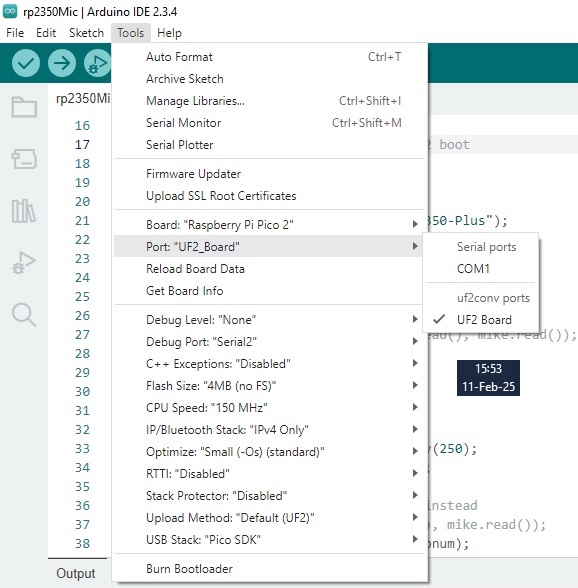 rp2350Mic | Arduino IDE 2.3.4
File Edit Sketch Tools Help
Auto Format Ctrl+T
rp2350Mi Archive Sketch
Manage Libraries... Ctrl+Shift+I
16 Serial Monitor Ctrl+Shift+M
17 Serial Plotter 2 boot
18 Firmware Updater
19
20 Upload SSL Root Certificates
21 Board: "Raspberry Pi Pico 2" 350-Plus");
22 Port: "UF2_Board" Serial ports
23 Reload Board Data COM1
24 Get Board Info uf2conv ports
25
26 Debug Level: "None" UF2 Board
27 Debug Port: "Serial2" ead(), mike.read());
28 C++ Exceptions: "Disabled" 15:53
29 Flash Size: "4MB (no FS)" 11-Feb-25
30
31 CPU Speed: "150 MHz"
32 IP/Bluetooth Stack: "IPv4 Only"
33 Optimize: "Small (-Os) (standard)" y(250);
34 RTTI: "Disabled" ;
35 Stack Protector: "Disabled"
36 Upload Method: "Default (UF2)" instead
37 ), mike.read());
38 USB Stack: "Pico SDK" onum);
Output Burn Bootloader